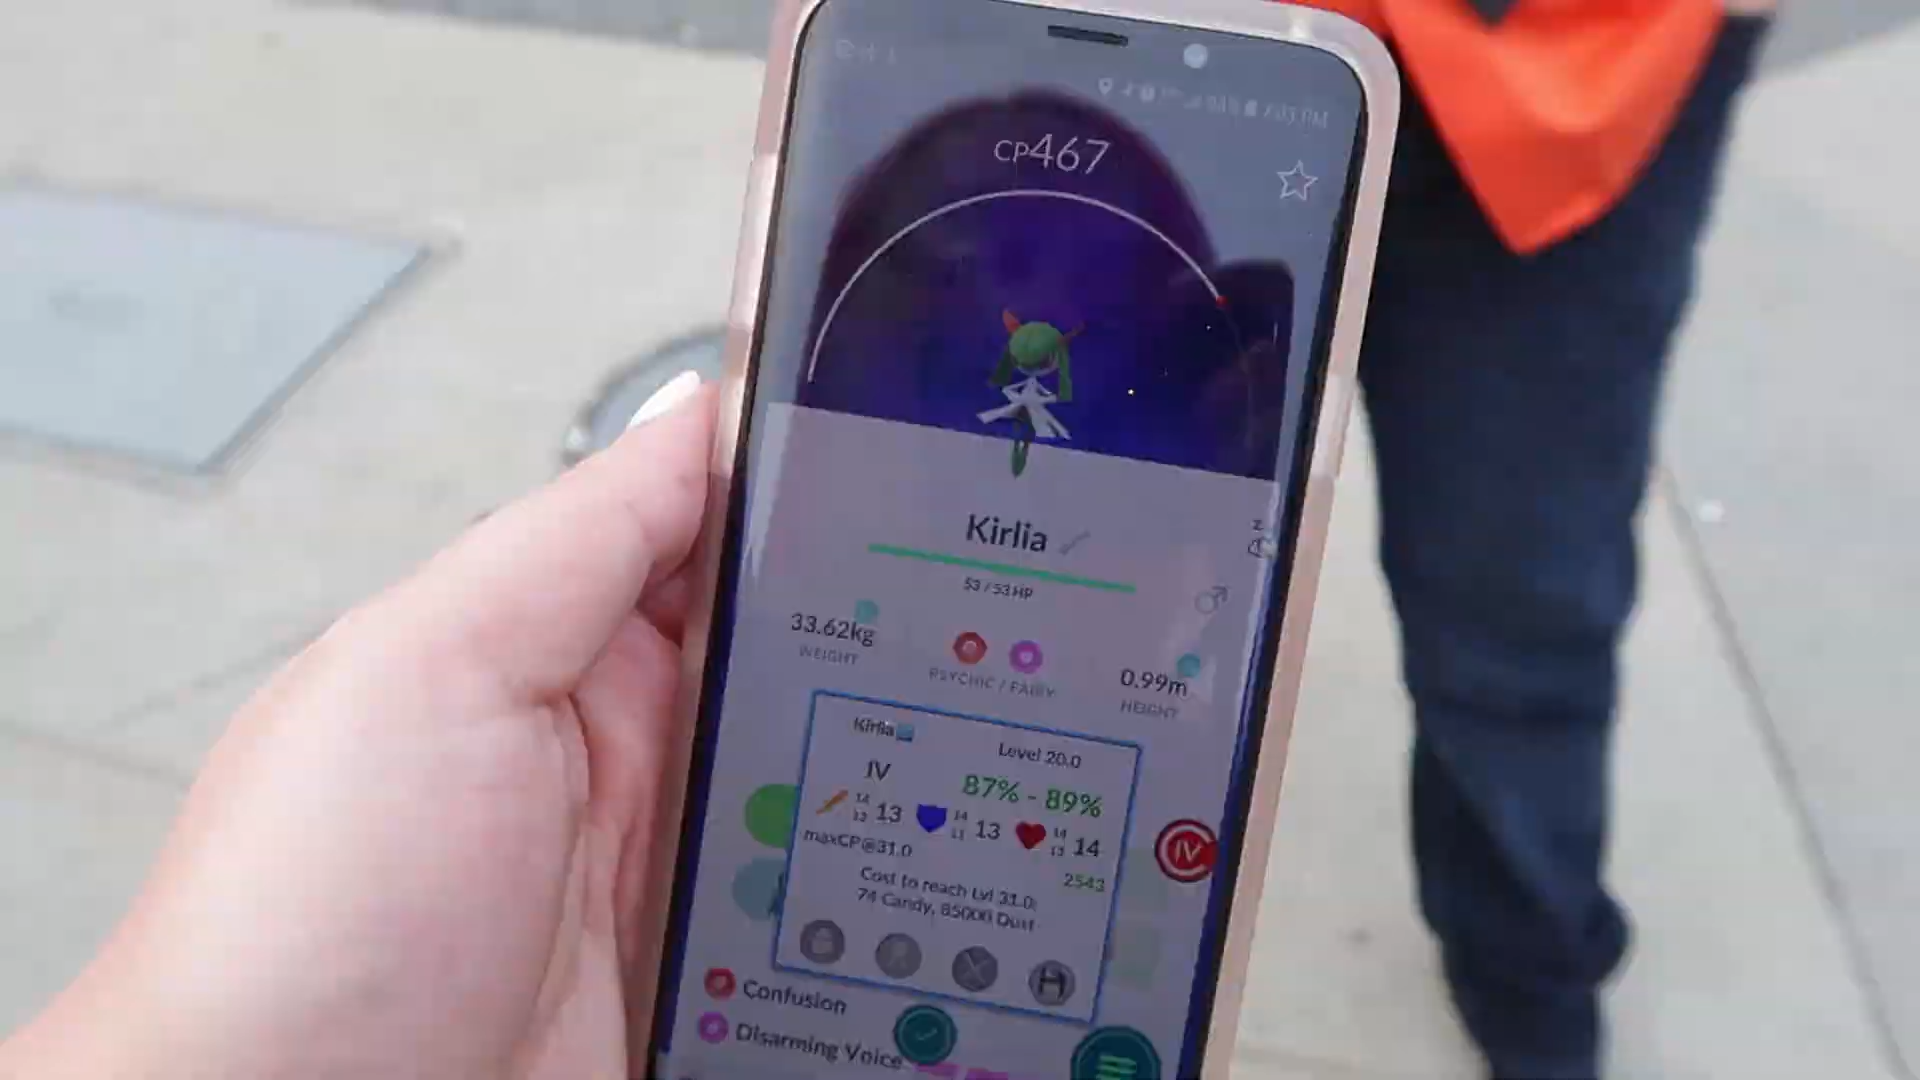 CP467
Kirlia
53 / 53 HP
33.62kg
WEIGHT
PSYCHIC / FAIRY
0.99m
HEIGHT
Kirlia
Level 20.0
IV
87% - 89%
13
13
14
maxCP@31.0
2543
Cost to reach Lvl 31.0:
74 Candy, 85000 Dust
IV
Confusion
Disarming Voice